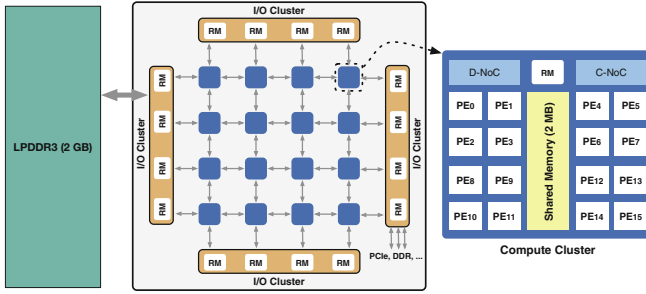 LPDDR3 (2 GB)
I/O Cluster
RM RM RM RM
I/O Cluster
RM
RM
RM
RM
I/O Cluster
RM
RM
RM
RM
PCIe, DDR, ...
RM RM RM RM
I/O Cluster
D-NoC RM C-NoC
PE0 PE1 PE4 PE5
PE2 PE3 PE6 PE7
PE8 PE9 PE12 PE13
PE10 PE11 PE14 PE15
Shared Memory (2 MB)
Compute Cluster